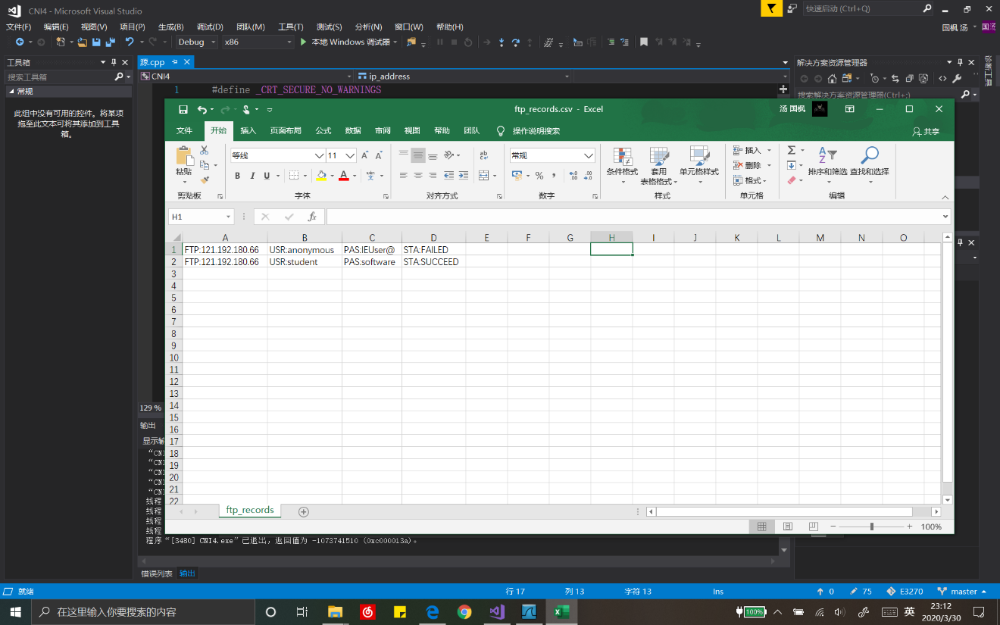 CNI4 - Microsoft Visual Studio
快速启动 (Ctrl+Q)
文件(F) 编辑(E) 视图(V) 项目(P) 生成(B) 调试(D) 团队(M) 工具(T) 测试(S) 分析(N) 窗口(W) 帮助(H)
国枫 汤
Debug x86 本地 Windows 调试器
工具箱
源.cpp
解决方案资源管理器
诊断工具
搜索工具箱
CNI4
ip_address
常规
1 #define _CRT_SECURE_NO_WARNINGS
搜索解决方案资源管理器(Ctrl+;)
此组中没有可用的控件。将某项
拖至此文本可将其添加到工具
箱。
ftp_records.csv - Excel
汤 国枫
文件 开始 插入 页面布局 公式 数据 审阅 视图 帮助 团队 操作说明搜索
共享
粘贴
等线 11
B I U A
常规
%
条件格式
套用
表格格式
单元格样式
插入
删除
格式
排序和筛选 查找和选择
剪贴板 字体 对齐方式 数字 样式 单元格 编辑
H1
fx
A B C D E F G H I J K L M N O
1 FTP:121.192.180.66 USR:anonymous PAS:IEUser@ STA:FAILED
2 FTP:121.192.180.66 USR:student PAS:software STA:SUCCEED
3
4
5
6
7
8
9
10
11
12
13
14
15
16
17
18
19
20
21
22
ftp_records
100%
129 %
输出
显示输
“CNI
“CNI
“CNI
“CNI
“CNI
线程
线程
线程
线程
程序“[3480] CNI4.exe”已退出，返回值为 -1073741510 (0xc000013a)。
错误列表 输出
就绪
行 17 列 13 字符 13 Ins
0 75 E3270 master
在这里输入你要搜索的内容
100%
英
23:12
2020/3/30